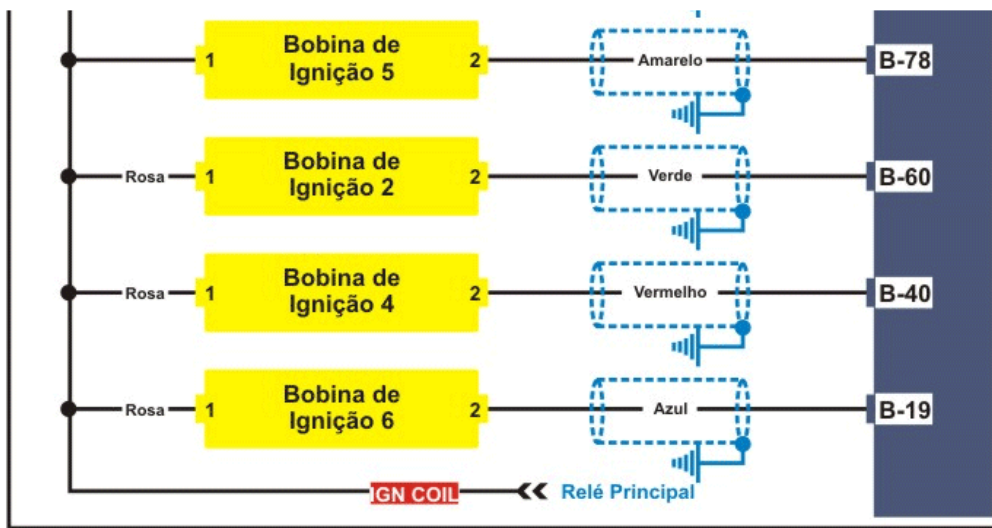 Bobina de
Ignição 5
1
2
Amarelo
B-78
Rosa
1
Bobina de
Ignição 2
2
Verde
B-60
Rosa
1
Bobina de
Ignição 4
2
Vermelho
B-40
Rosa
1
Bobina de
Ignição 6
2
Azul
B-19
IGN COIL
Relé Principal